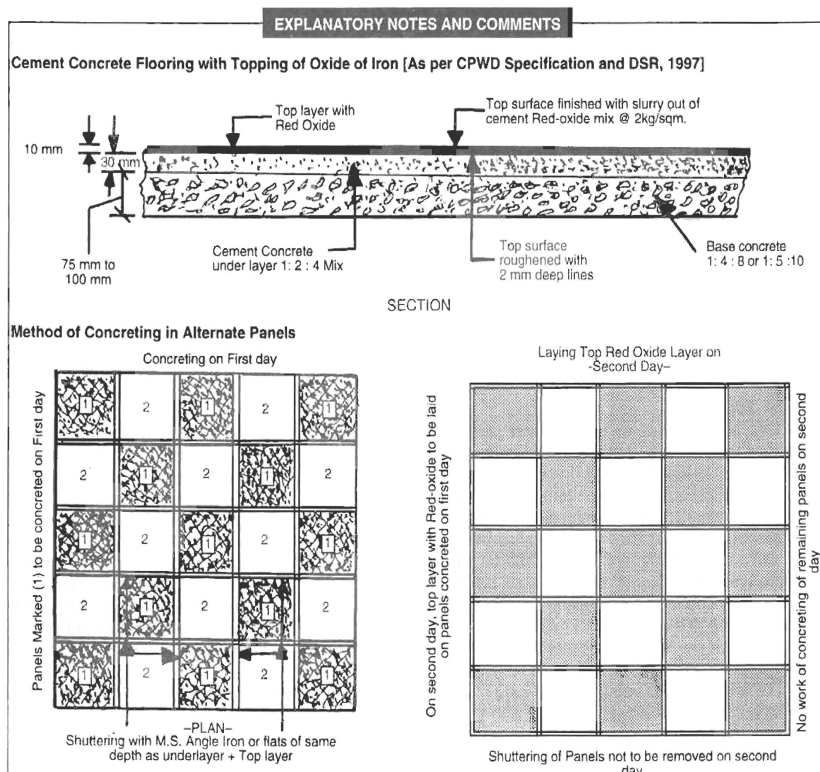 EXPLANATORY NOTES AND COMMENTS
Cement Concrete Flooring with Topping of Oxide of Iron [As per CPWD Specification and DSR, 1997]
Top layer with
Red Oxide
Top surface finished with slurry out of
cement Red-oxide mix @ 2kg/sqm.
10 mm
30 mm
75 mm to
100 mm
Cement Concrete
under layer 1: 2 : 4 Mix
Top surface
roughened with
2 mm deep lines
Base concrete
1: 4 : 8 or 1: 5 :10
SECTION
Method of Concreting in Alternate Panels
Concreting on First day
Panels Marked (1) to be concreted on First day
1 2 1 2 1
2 1 2 1 2
1 2 1 2 1
2 1 2 1 2
1 2 1 2 1
–PLAN–
Shuttering with M.S. Angle Iron or flats of same
depth as underlayer + Top layer
Laying Top Red Oxide Layer on
-Second Day–
On second day, top layer with Red-oxide to be laid
on panels concreted on first day
No work of concreting of remaining panels on second
day
Shuttering of Panels not to be removed on second
day